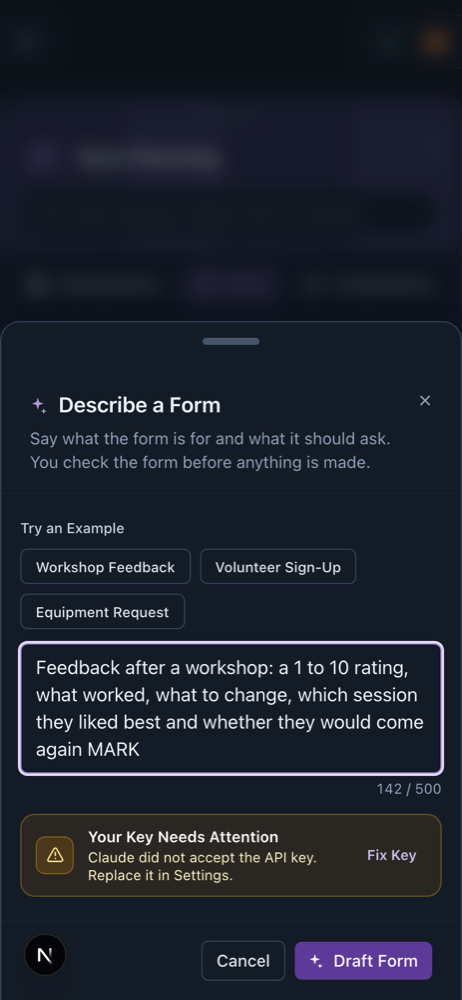 Describe a Form
Say what the form is for and what it should ask.
You check the form before anything is made.
Try an Example
Workshop Feedback
Volunteer Sign-Up
Equipment Request
Feedback after a workshop: a 1 to 10 rating,
what worked, what to change, which session
they liked best and whether they would come
again MARK
142 / 500
Your Key Needs Attention
Claude did not accept the API key.
Replace it in Settings.
Fix Key
N
Cancel
Draft Form